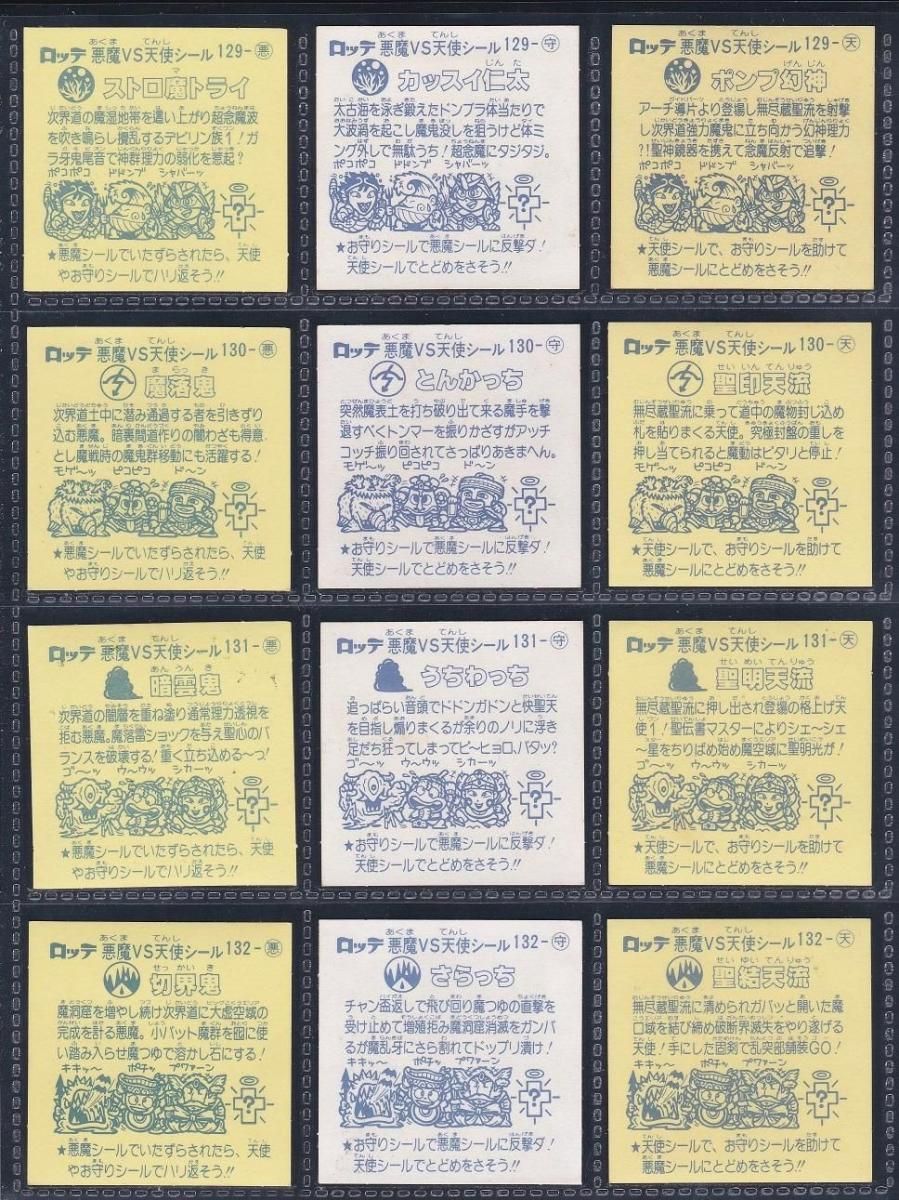 ロッテ 悪魔VS天使シール 129-悪
ストロ魔トライ
次界道の魔湿地帯を這い上がり超念魔波
を吹き鳴らし撹乱するデビリン族1！ガ
ラ牙鬼尾音で神群理力の弱化を惹起？
ポコポコ ドドンブ シャバーッ
★悪魔シールでいたずらされたら、天使
やお守りシールでハリ返そう!!
ロッテ 悪魔VS天使シール 129-守
カッスイ仁太
太古海を泳ぎ鍛えたドンブラ体当たりで
大波渦を起こし魔鬼没しを狙うけど体ミ
ング外しで無駄うち！超念魔にタジタジ。
ポコポコ ドドンブ シャバーッ
★お守りシールで悪魔シールに反撃ダ！
天使シールでとどめをさそう!!
ロッテ 悪魔VS天使シール 129-天
ポンプ幻神
アーチ導片より登場し無尽蔵聖流を射撃
し次界道強力魔鬼に立ち向かう幻神理力
?!聖神鏡器を携えて念魔反射で追撃！
ポコポコ ドドンブ シャバーッ
★天使シールで、お守りシールを助けて
悪魔シールにとどめをさそう!!
ロッテ 悪魔VS天使シール 130-悪
魔落鬼
次界道土中に潜み通過する者を引きずり
込む悪魔。暗裏間道作りの闇わざも得意
とし魔戦時の魔鬼群移動にも活躍する！
モゲ〜ッ ピコピコ ド〜ン
★悪魔シールでいたずらされたら、天使
やお守りシールでハリ返そう!!
ロッテ 悪魔VS天使シール 130-守
とんかっち
突然魔表土を打ち破り出て来る魔手を撃
退すべくトンマーを振りかざすがアッチ
コッチ振り回されてさっぱりあきまへん。
モゲ〜ッ ピコピコ ド〜ン
★お守りシールで悪魔シールに反撃ダ！
天使シールでとどめをさそう!!
ロッテ 悪魔VS天使シール 130-天
聖印天流
無尽蔵聖流に乗って道中の魔物封じ込め
札を貼りまくる天使。究極封盤の重しを
押し当てられると魔動はピタリと停止！
モゲ〜ッ ピコピコ ド〜ン
★天使シールで、お守りシールを助けて
悪魔シールにとどめをさそう!!
ロッテ 悪魔VS天使シール 131-悪
暗雲鬼
次界道の闇層を重ね塗り通常理力透視を
拒む悪魔。魔落雷ショックを与え聖心のバ
ランスを破壊する！重く立ち込める〜っ！
ゴ〜ッ ウ〜ウッ シカーッ
★悪魔シールでいたずらされたら、天使
やお守りシールでハリ返そう!!
ロッテ 悪魔VS天使シール 131-守
うちわっち
追っぱらい音頭でドドンガドンと快聖天
を目指し煽りまくるが余りのノリに浮き
足だち狂ってしまってピ〜ヒョロ、バタッ？
ゴ〜ッ ウ〜ウッ シカーッ
★お守りシールで悪魔シールに反撃ダ！
天使シールでとどめをさそう!!
ロッテ 悪魔VS天使シール 131-天
聖明天流
無尽蔵聖流に押し出され登場の格上げ天
使1！聖伝書マスターによりシェ〜シェ
〜星をちりばめ始め魔空域に聖明光が！
ゴ〜ッ ウ〜ウッ シカーッ
★天使シールで、お守りシールを助けて
悪魔シールにとどめをさそう!!
ロッテ 悪魔VS天使シール 132-悪
切界鬼
魔洞窟を増やし続け次界道に大虚空域の
完成を計る悪魔。小バット魔群を囮に使
い踏み入らせ魔つゆで溶かし石にする！
キキッ〜 ポチャッ プワァーン
★悪魔シールでいたずらされたら、天使
やお守りシールでハリ返そう!!
ロッテ 悪魔VS天使シール 132-守
さらっち
チャン盃返しで飛び回り魔つゆの直撃を
受け止めて増殖拒み魔洞窟消滅をガンバ
るが魔乱牙にさら割れてドップリ漬け！
キキッ〜 ポチャッ プワァーン
★お守りシールで悪魔シールに反撃ダ！
天使シールでとどめをさそう!!
ロッテ 悪魔VS天使シール 132-天
聖結天流
無尽蔵聖流に清められガバッと開いた魔
口域を結び締め破断界滅矢をやり遂げる
天使！手にした固剣で乱突部舗装GO！
キキッ〜 ポチャッ プワァーン
★天使シールで、お守りシールを助けて
悪魔シールにとどめをさそう!!